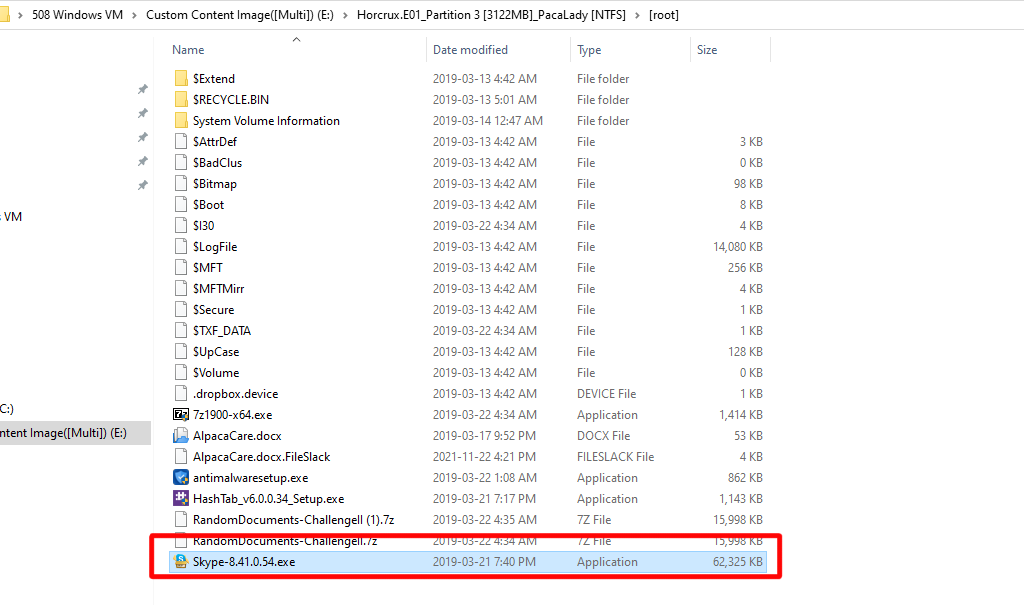 508 Windows VM > Custom Content Image([Multi]) (E:) > Horcrux.E01_Partition 3 [3122MB]_PacaLady [NTFS] > [root]
Name Date modified Type Size
$Extend 2019-03-13 4:42 AM File folder
$RECYCLE.BIN 2019-03-13 5:01 AM File folder
System Volume Information 2019-03-14 12:47 AM File folder
$AttrDef 2019-03-13 4:42 AM File 3 KB
$BadClus 2019-03-13 4:42 AM File 0 KB
$Bitmap 2019-03-13 4:42 AM File 98 KB
$Boot 2019-03-13 4:42 AM File 8 KB
s VM
$I30 2019-03-22 4:34 AM File 4 KB
$LogFile 2019-03-13 4:42 AM File 14,080 KB
$MFT 2019-03-13 4:42 AM File 256 KB
$MFTMirr 2019-03-13 4:42 AM File 4 KB
$Secure 2019-03-13 4:42 AM File 1 KB
$TXF_DATA 2019-03-22 4:34 AM File 1 KB
$UpCase 2019-03-13 4:42 AM File 128 KB
$Volume 2019-03-13 4:42 AM File 0 KB
.dropbox.device 2019-03-13 4:42 AM DEVICE File 1 KB
C:)
7z1900-x64.exe 2019-03-22 4:34 AM Application 1,414 KB
ntent Image([Multi]) (E:)
AlpacaCare.docx 2019-03-17 9:52 PM DOCX File 53 KB
AlpacaCare.docx.FileSlack 2021-11-22 4:21 PM FILESLACK File 4 KB
antimalwaresetup.exe 2019-03-22 1:08 AM Application 862 KB
HashTab_v6.0.0.34_Setup.exe 2019-03-21 7:17 PM Application 1,143 KB
RandomDocuments-ChallengeII (1).7z 2019-03-22 4:35 AM 7Z File 15,998 KB
RandomDocuments-ChallengeII.7z 2019-03-22 4:34 AM 7Z File 15,998 KB
Skype-8.41.0.54.exe 2019-03-21 7:40 PM Application 62,325 KB